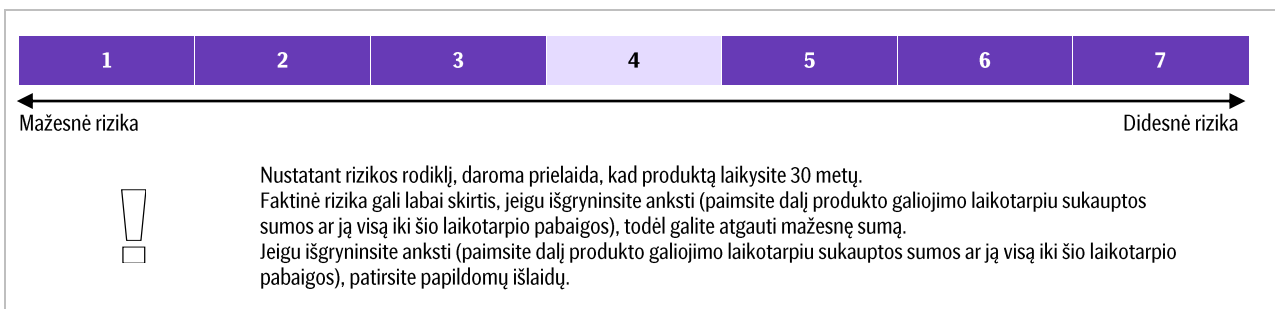 1 2 3 4 5 6 7
Mažesnė rizika Didesnė rizika
Nustatant rizikos rodiklį, daroma prielaida, kad produktą laikysite 30 metų.
Faktinė rizika gali labai skirtis, jeigu išgryninsite anksti (paimsite dalį produkto galiojimo laikotarpiu sukauptos
sumos ar ją visą iki šio laikotarpio pabaigos), todėl galite atgauti mažesnę sumą.
Jeigu išgryninsite anksti (paimsite dalį produkto galiojimo laikotarpiu sukauptos sumos ar ją visą iki šio laikotarpio
pabaigos), patirsite papildomų išlaidų.